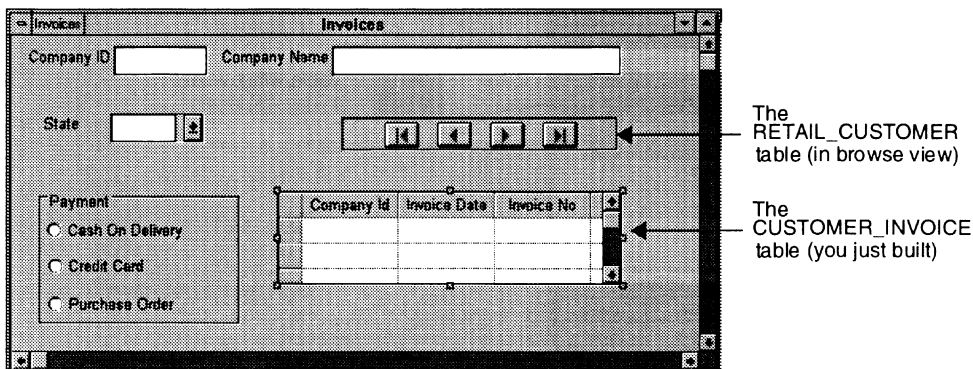 Invoices Invoices
Company ID Company Name
State
The
RETAIL_CUSTOMER
table (in browse view)
Payment
Cash On Delivery
Credit Card
Purchase Order
Company Id Invoice Date Invoice No
The
CUSTOMER_INVOICE
table (you just built)